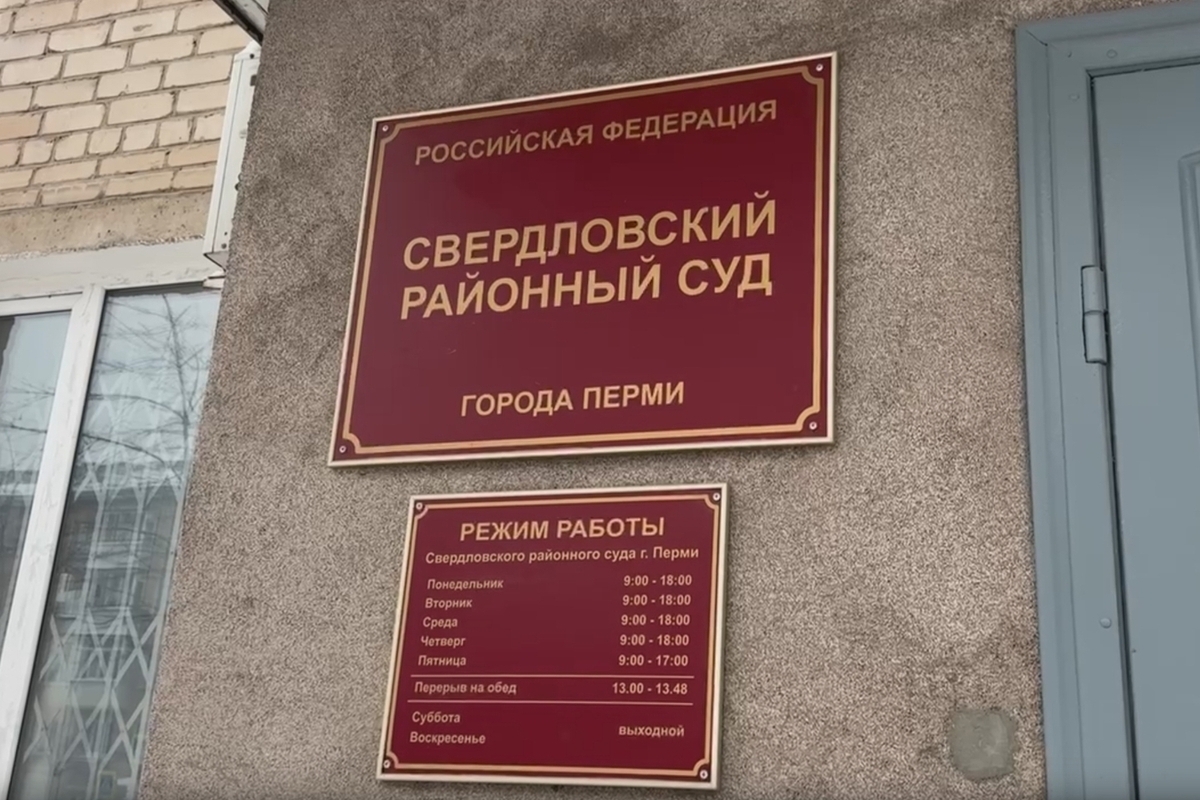 РОССИЙСКАЯ ФЕДЕРАЦИЯ
СВЕРДЛОВСКИЙ
РАЙОННЫЙ СУД
ГОРОДА ПЕРМИ
РЕЖИМ РАБОТЫ
Свердловского районного суда г. Перми
Понедельник 9:00 - 18:00
Вторник 9:00 - 18:00
Среда 9:00 - 18:00
Четверг 9:00 - 18:00
Пятница 9:00 - 17:00
Перерыв на обед 13.00 - 13.48
Суббота
выходной
Воскресенье